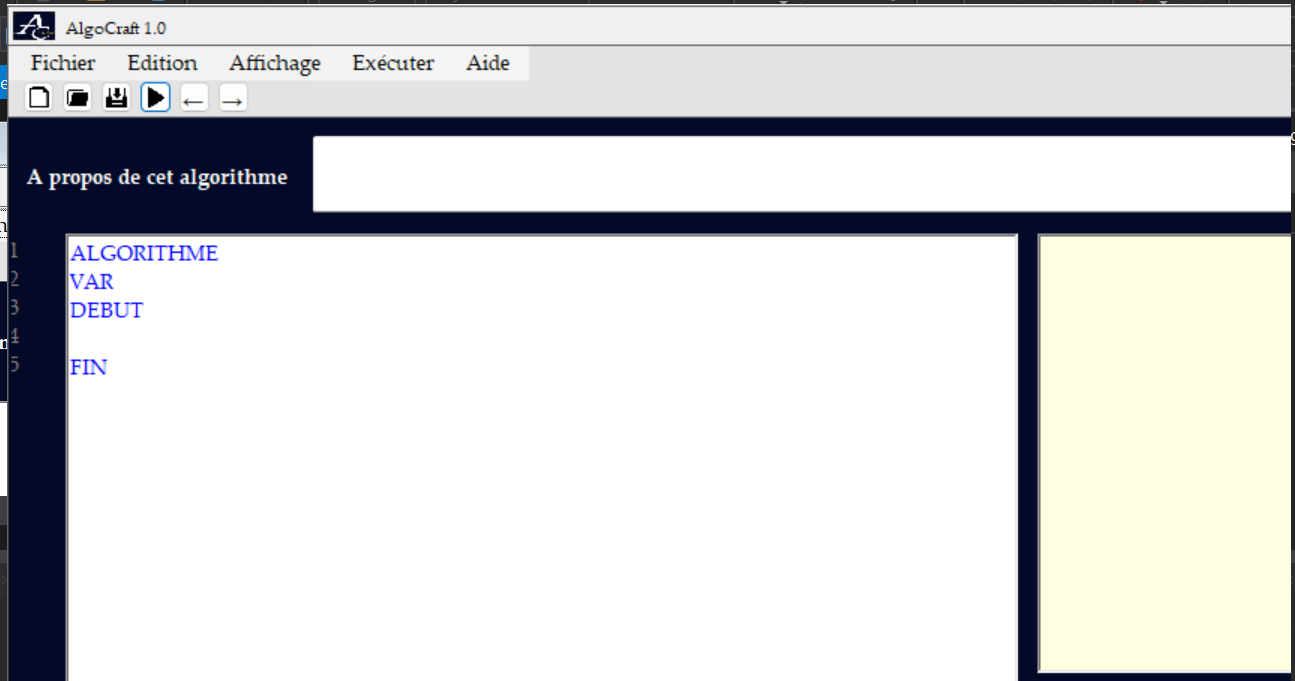 AlgoCraft 1.0
Fichier Edition Affichage Exécuter Aide
A propos de cet algorithme
1 ALGORITHME
2 VAR
3 DEBUT
4
5 FIN